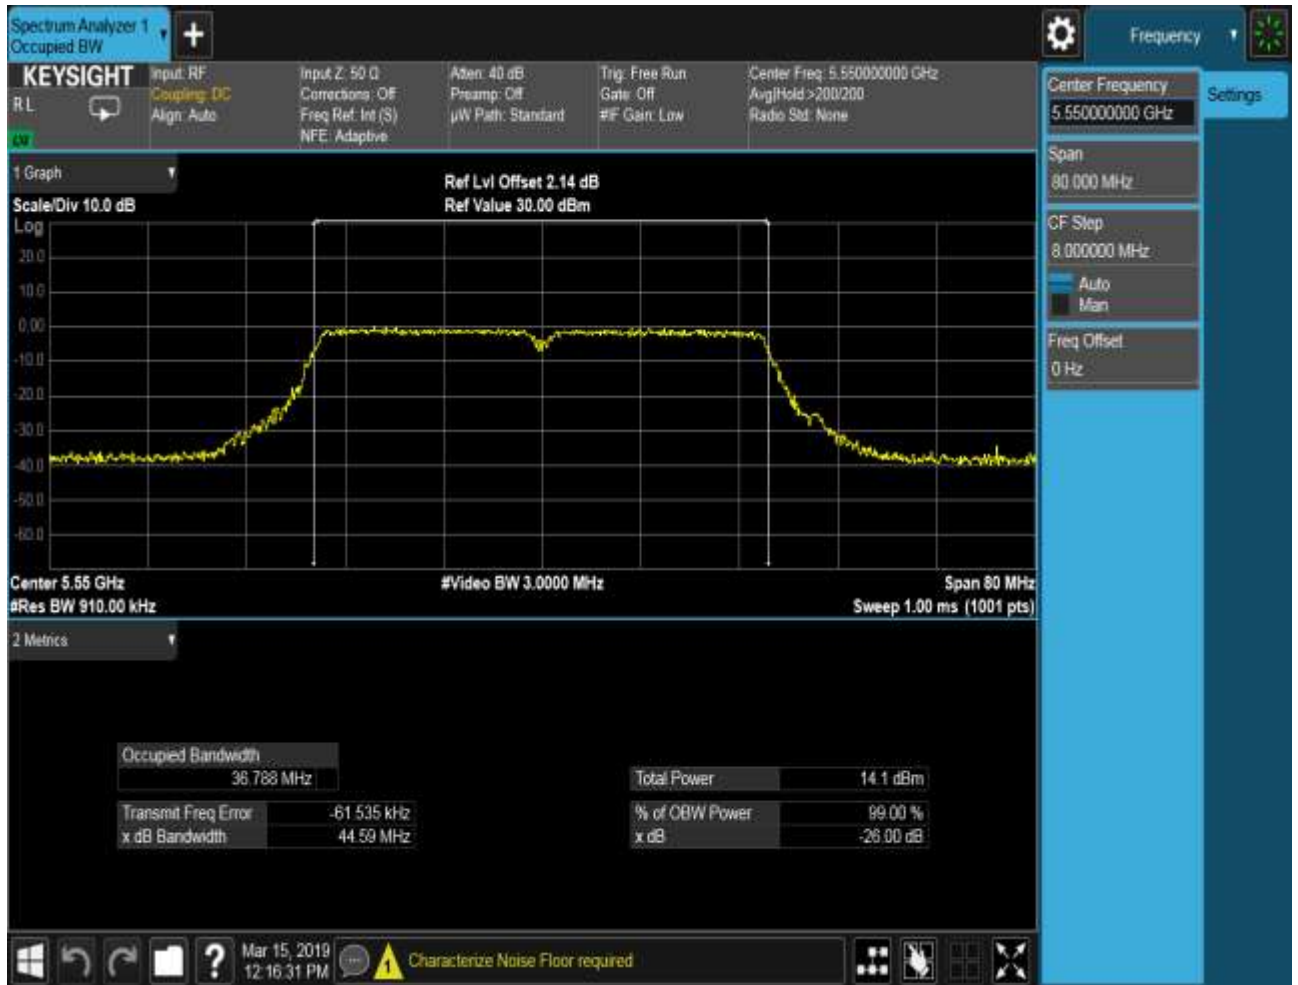 Spectrum Analyzer 1
Occupied BW
Frequency
KEYSIGHT
Input: RF
Input Z: 50 Ω
Atten: 40 dB
Trig: Free Run
Center Freq: 5.550000000 GHz
R L
Coupling: DC
Corrections: Off
Preamp: Off
Gate: Off
Avg|Hold:>200/200
Align: Auto
Freq Ref: Int (S)
µW Path: Standard
#IF Gain: Low
Radio Std: None
NFE: Adaptive
Center Frequency
5.550000000 GHz
Settings
Span
80.000 MHz
CF Step
8.000000 MHz
Auto
Man
Freq Offset
0 Hz
1 Graph
Ref Lvl Offset 2.14 dB
Scale/Div 10.0 dB
Ref Value 30.00 dBm
Log
20.0
10.0
0.00
-10.0
-20.0
-30.0
-40.0
-50.0
-60.0
Center 5.55 GHz
#Video BW 3.0000 MHz
Span 80 MHz
#Res BW 910.00 kHz
Sweep 1.00 ms (1001 pts)
2 Metrics
Occupied Bandwidth
36.788 MHz
Total Power 14.1 dBm
Transmit Freq Error -61.535 kHz
% of OBW Power 99.00 %
x dB Bandwidth 44.59 MHz
x dB -26.00 dB
?
Mar 15, 2019
12:16:31 PM
1
Characterize Noise Floor required